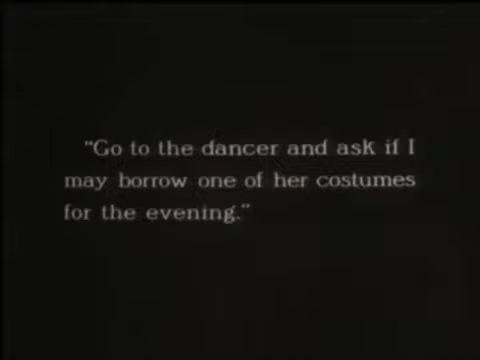 “Go to the dancer and ask if I
may borrow one of her costumes
for the evening.”